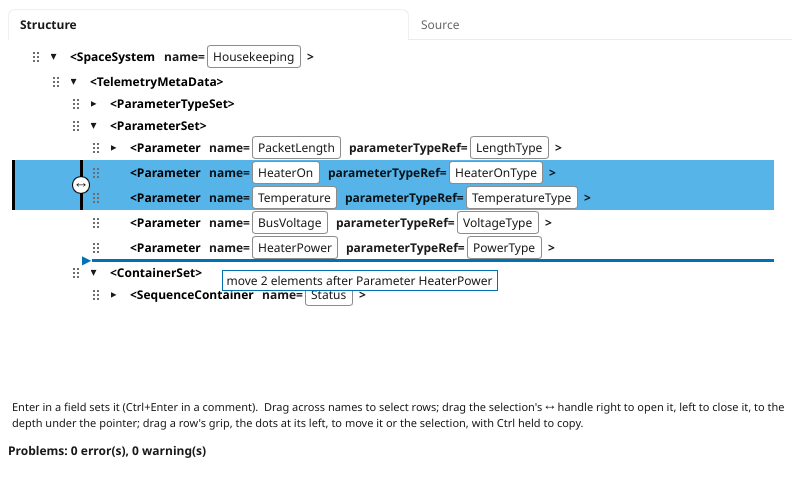 Structure
Source
<SpaceSystem name= Housekeeping >
<TelemetryMetaData>
<ParameterTypeSet>
<ParameterSet>
<Parameter name= PacketLength parameterTypeRef= LengthType >
<Parameter name= HeaterOn parameterTypeRef= HeaterOnType >
<Parameter name= Temperature parameterTypeRef= TemperatureType >
<Parameter name= BusVoltage parameterTypeRef= VoltageType >
<Parameter name= HeaterPower parameterTypeRef= PowerType >
<ContainerSet>
move 2 elements after Parameter HeaterPower
<SequenceContainer name= Status >
Enter in a field sets it (Ctrl+Enter in a comment). Drag across names to select rows; drag the selection's ↔ handle right to open it, left to close it, to the
depth under the pointer; drag a row's grip, the dots at its left, to move it or the selection, with Ctrl held to copy.
Problems: 0 error(s), 0 warning(s)